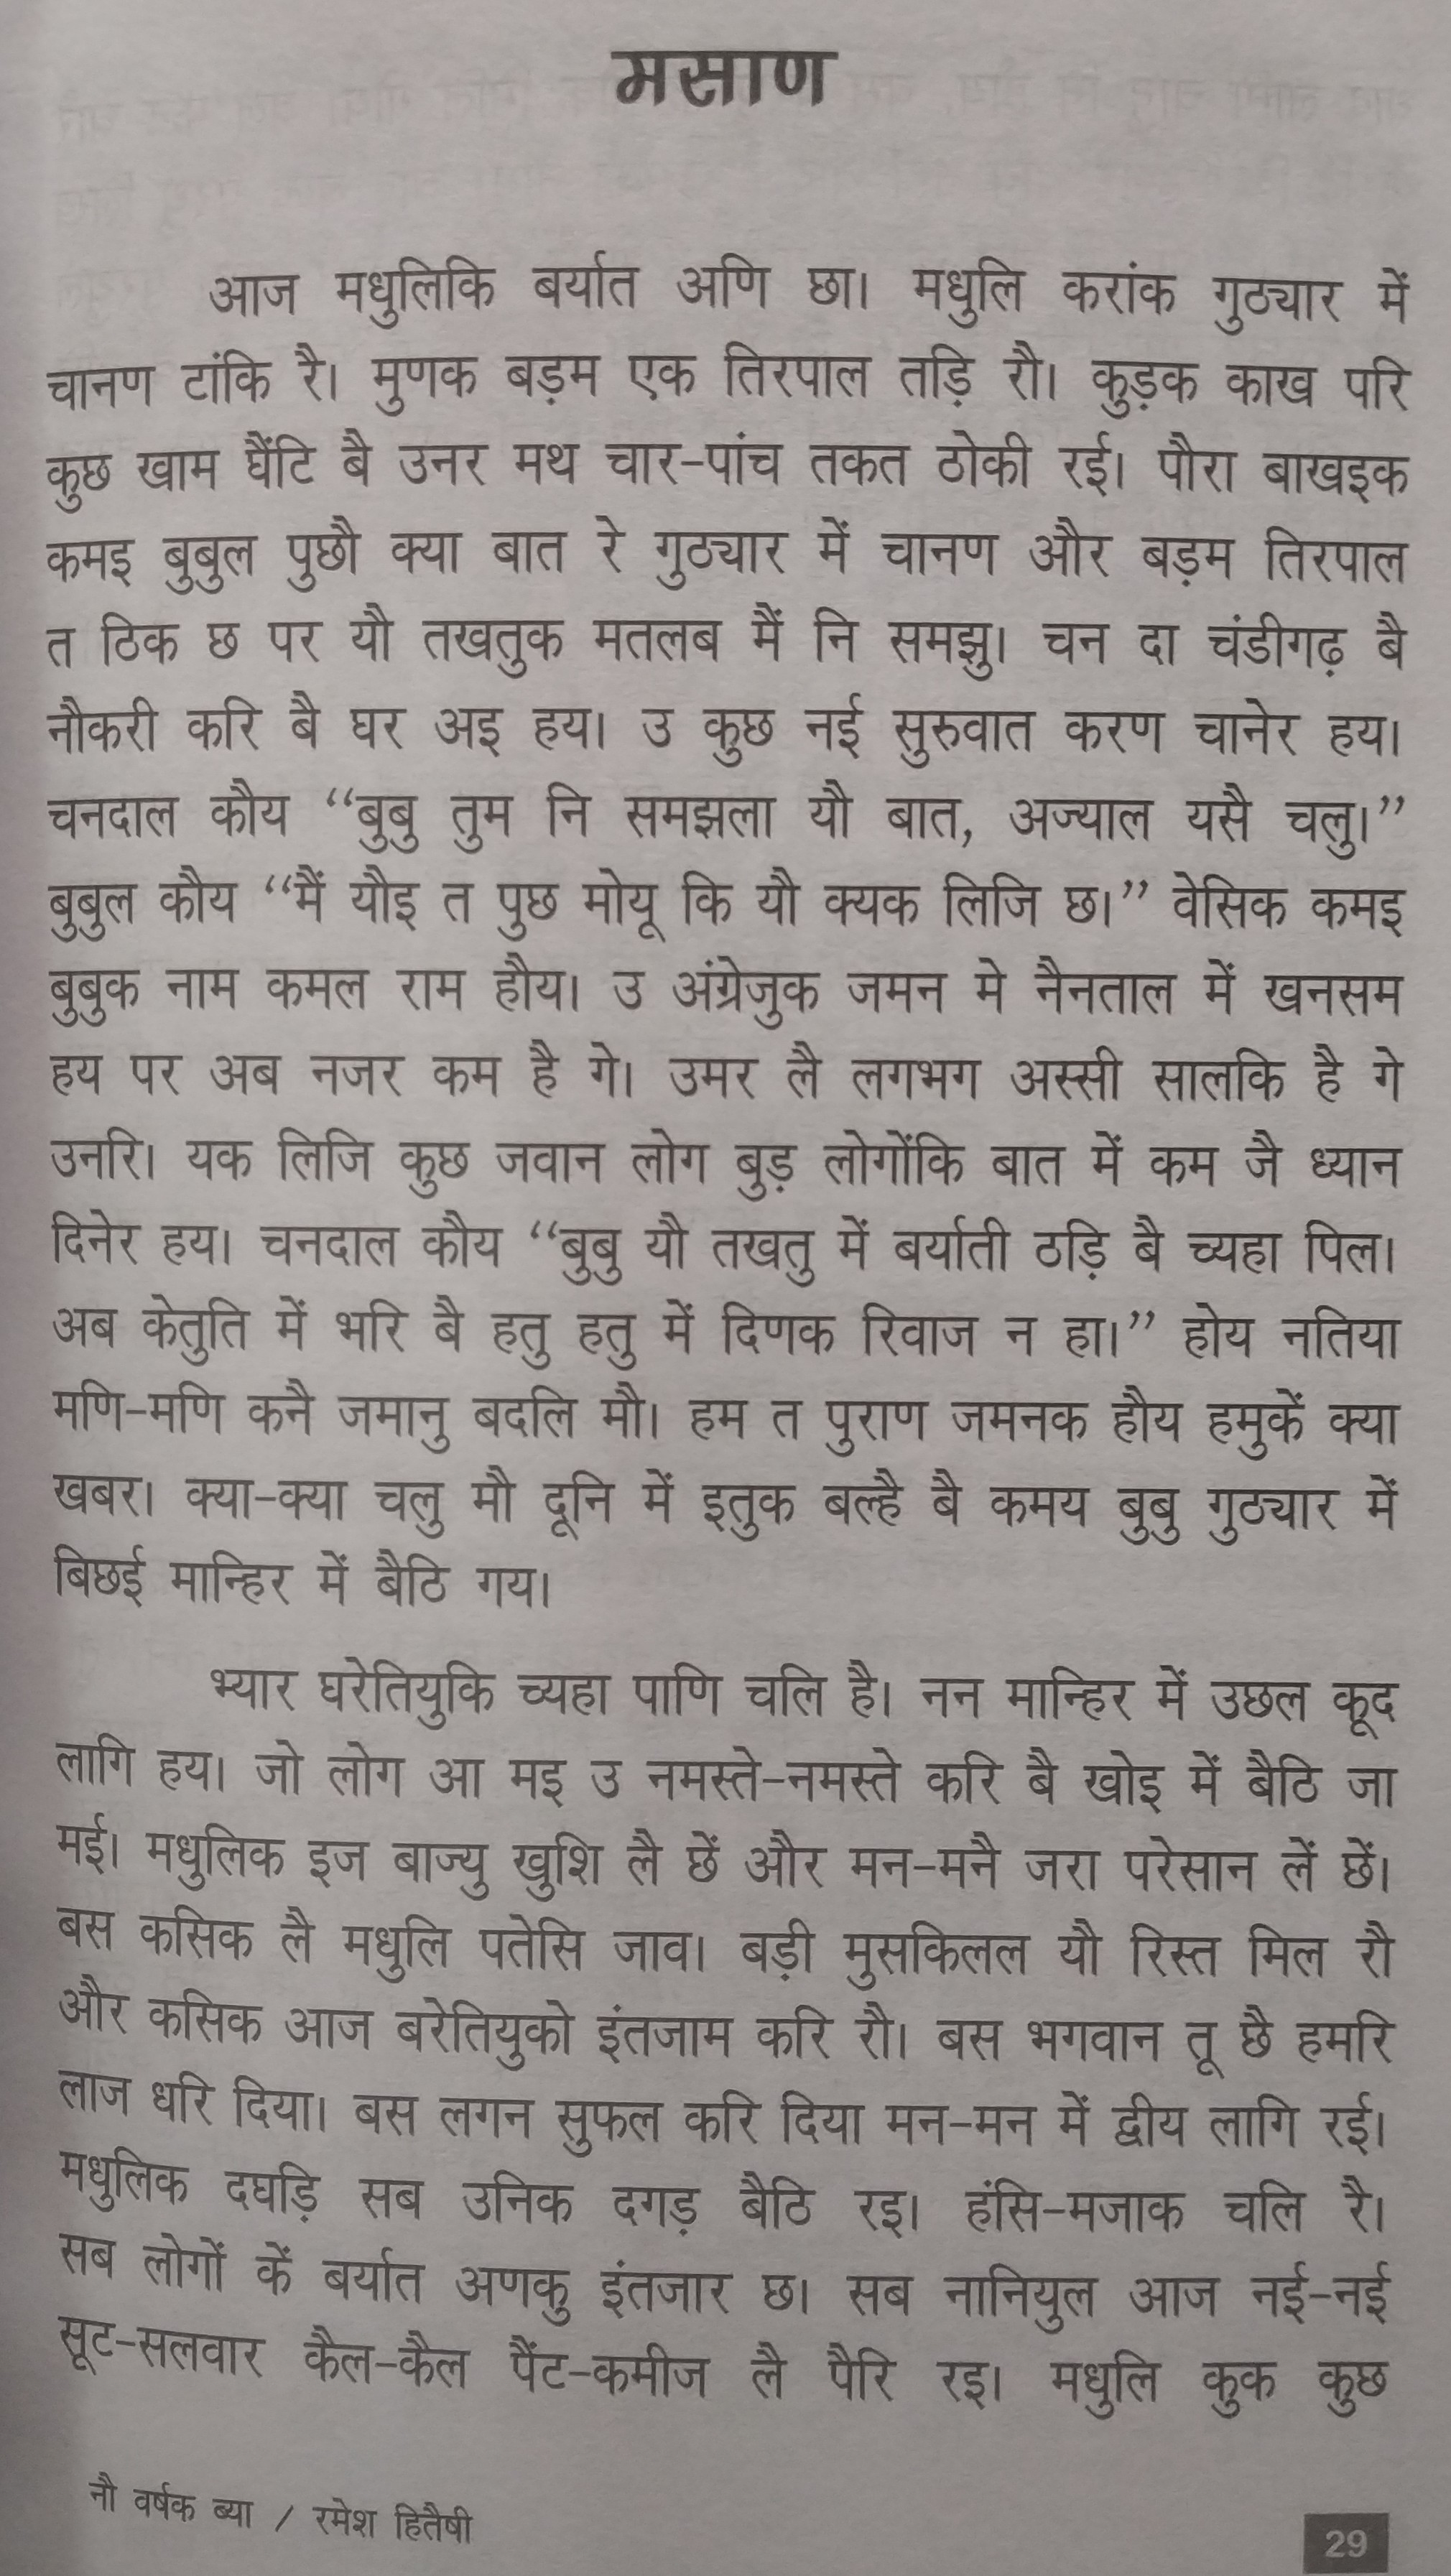 मसाण
आज मधुलिकि बर्यात अणि छा। मधुलि करांक गुठ्यार में
चानण टांकि रै। मुणक बड़म एक तिरपाल तड़ि रौ। कुड़क काख परि
कुछ खाम घैंटि बै उनर मथ चार-पांच तकत ठोकी रई। पौरा बाखइक
कमइ बुबुल पुछौ क्या बात रे गुठ्यार में चानण और बड़म तिरपाल
त ठिक छ पर यौ तखतुक मतलब मैं नि समझु। चन दा चंडीगढ़ बै
नौकरी करि बै घर अइ हय। उ कुछ नई सुरुवात करण चानेर हय।
चनदाल कौय “बुबु तुम नि समझला यौ बात, अज्याल यसै चलु।”
बुबुल कौय “मैं यौइ त पुछ मोयू कि यौ क्यक लिजि छ।” वेसिक कमइ
बुबुक नाम कमल राम हौय। उ अंग्रेजुक जमन मे नैनताल में खनसम
हय पर अब नजर कम है गे। उमर लै लगभग अस्सी सालकि है गे
उनरि। यक लिजि कुछ जवान लोग बुड़ लोगोंकि बात में कम जै ध्यान
दिनेर हय। चनदाल कौय “बुबु यौ तखतु में बर्याती ठड़ि बै च्यहा पिल।
अब केतुति में भरि बै हतु हतु में दिणक रिवाज न हा।” होय नतिया
मणि-मणि कनै जमानु बदलि मौ। हम त पुराण जमनक हौय हमुकें क्या
खबर। क्या-क्या चलु मौ दूनि में इतुक बल्है बै कमय बुबु गुठ्यार में
बिछई मान्हिर में बैठि गय।
भ्यार घरेतियुकि च्यहा पाणि चलि है। नन मान्हिर में उछल कूद
लागि हय। जो लोग आ मइ उ नमस्ते-नमस्ते करि बै खोइ में बैठि जा
मई। मधुलिक इज बाज्यु खुशि लै छें और मन-मनै जरा परेसान लें छें।
बस कसिक लै मधुलि पतेसि जाव। बड़ी मुसकिलल यौ रिस्त मिल रौ
और कसिक आज बरेतियुको इंतजाम करि रौ। बस भगवान तू छै हमरि
लाज धरि दिया। बस लगन सुफल करि दिया मन-मन में द्वीय लागि रई।
मधुलिक दघड़ि सब उनिक दगड़ बैठि रइ। हंसि-मजाक चलि रै।
सब लोगों कें बर्यात अणकु इंतजार छ। सब नानियुल आज नई-नई
सूट-सलवार कैल-कैल पैंट-कमीज लै पैरि रइ। मधुलि कुक कुछ
नौ वर्षक ब्या / रमेश हितैषी
29